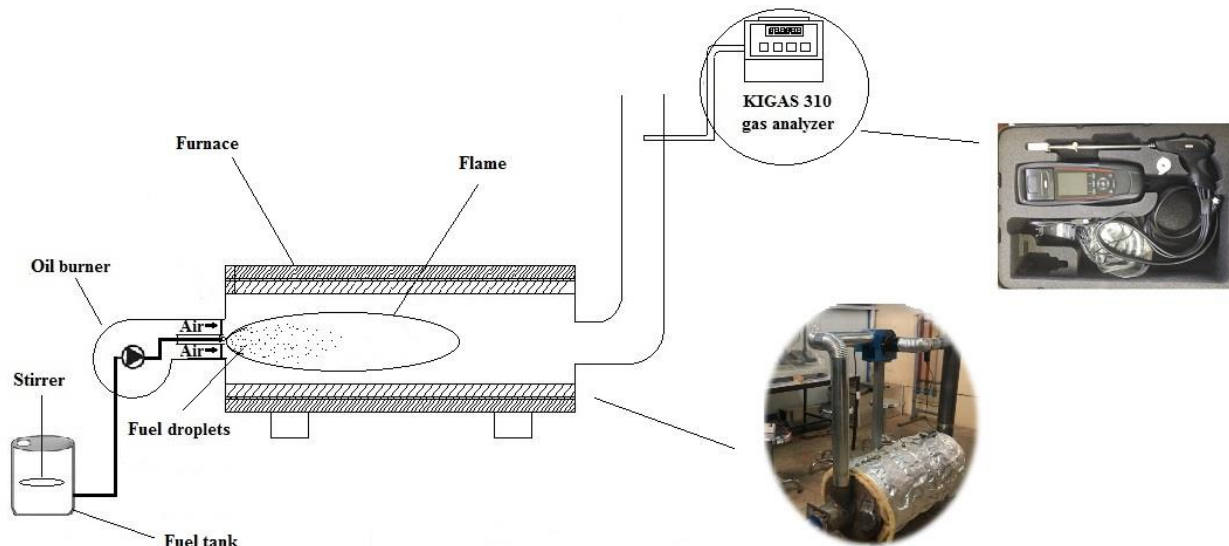 KIGAS 310
gas analyzer
Furnace
Flame
Oil burner
Air
Air
Stirrer
Fuel droplets
Fuel tank